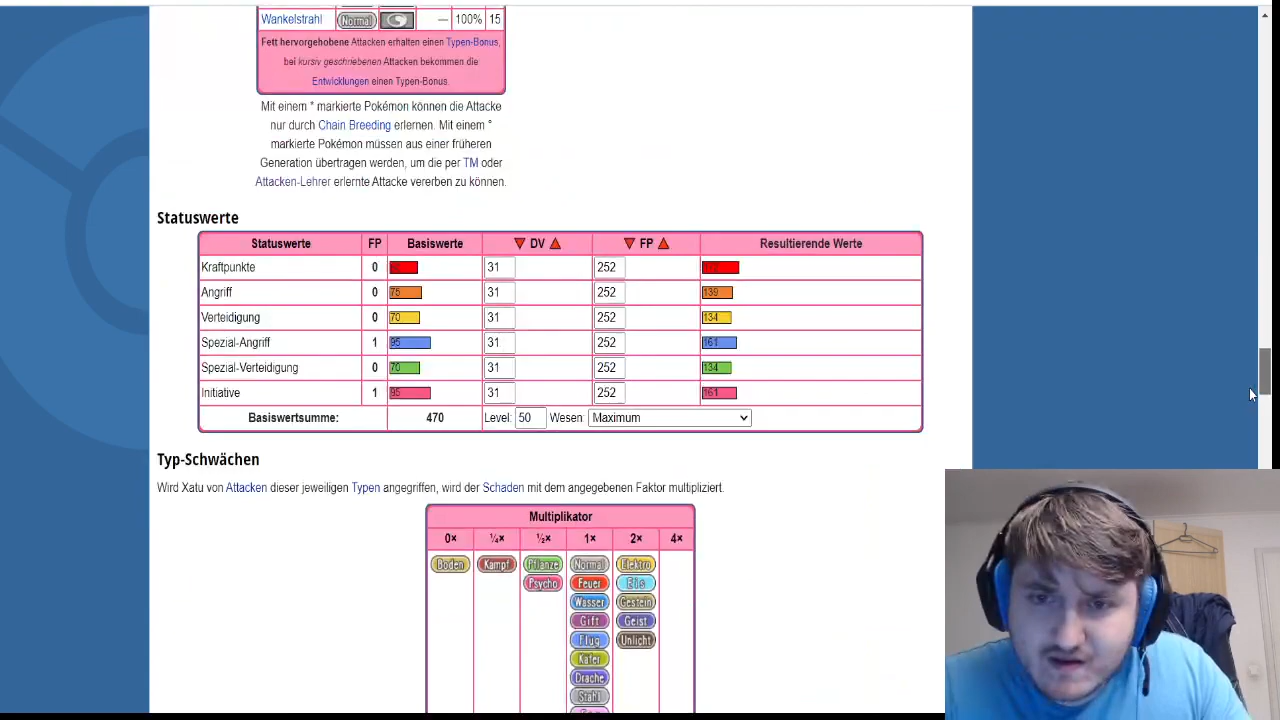 Wankelstrahl Normal — 100% 15
Fett hervorgehobene Attacken erhalten einen Typen-Bonus,
bei kursiv geschriebenen Attacken bekommen die
Entwicklungen einen Typen-Bonus.
Mit einem * markierte Pokémon können die Attacke
nur durch Chain Breeding erlernen. Mit einem °
markierte Pokémon müssen aus einer früheren
Generation übertragen werden, um die per TM oder
Attacken-Lehrer erlernte Attacke vererben zu können.
Statuswerte
Statuswerte FP Basiswerte ▼ DV ▲ ▼ FP ▲ Resultierende Werte
Kraftpunkte 0 31 252
Angriff 0 75 31 252 139
Verteidigung 0 70 31 252 134
Spezial-Angriff 1 95 31 252 161
Spezial-Verteidigung 0 70 31 252 134
Initiative 1 95 31 252 161
Basiswertsumme: 470 Level: 50 Wesen: Maximum
Typ-Schwächen
Wird Xatu von Attacken dieser jeweiligen Typen angegriffen, wird der Schaden mit dem angegebenen Faktor multipliziert.
Multiplikator
0× ¼× ½× 1× 2× 4×
Boden Kampf Pflanze Normal Elektro
Psycho Feuer Eis
Wasser Gestein
Gift Geist
Flug Unlicht
Käfer
Drache
Stahl